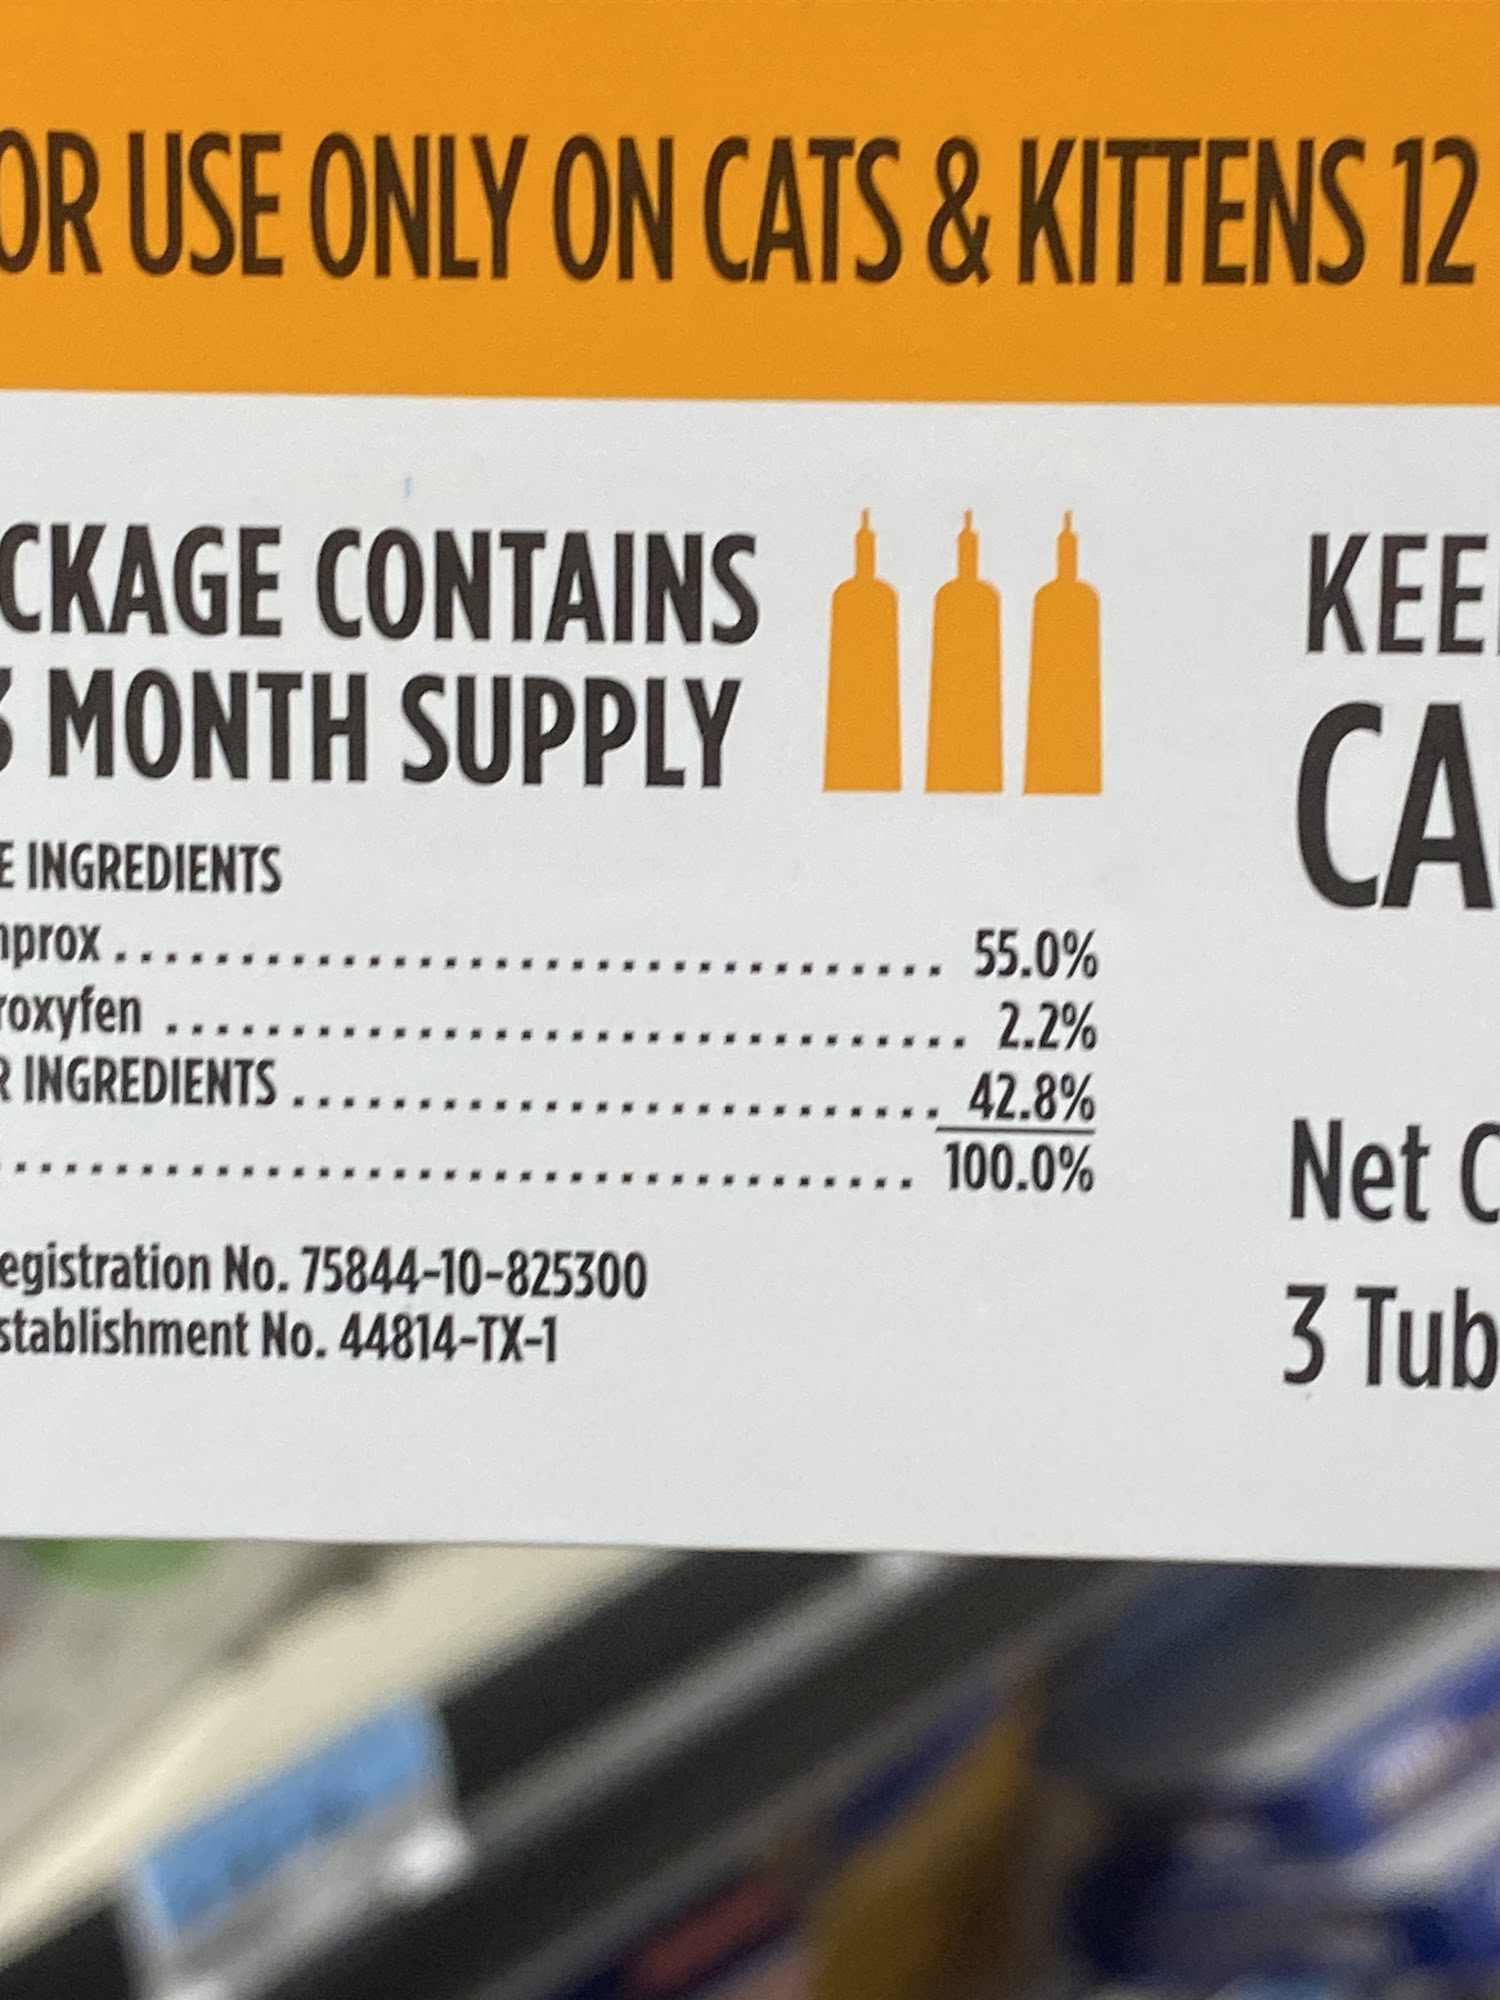 OR USE ONLY ON CATS & KITTENS 12
CKAGE CONTAINS
3 MONTH SUPPLY
E INGREDIENTS
nprox 55.0%
roxyfen 2.2%
R INGREDIENTS 42.8%
100.0%
egistration No. 75844-10-825300
stablishment No. 44814-TX-1
KEE
CA
Net C
3 Tub